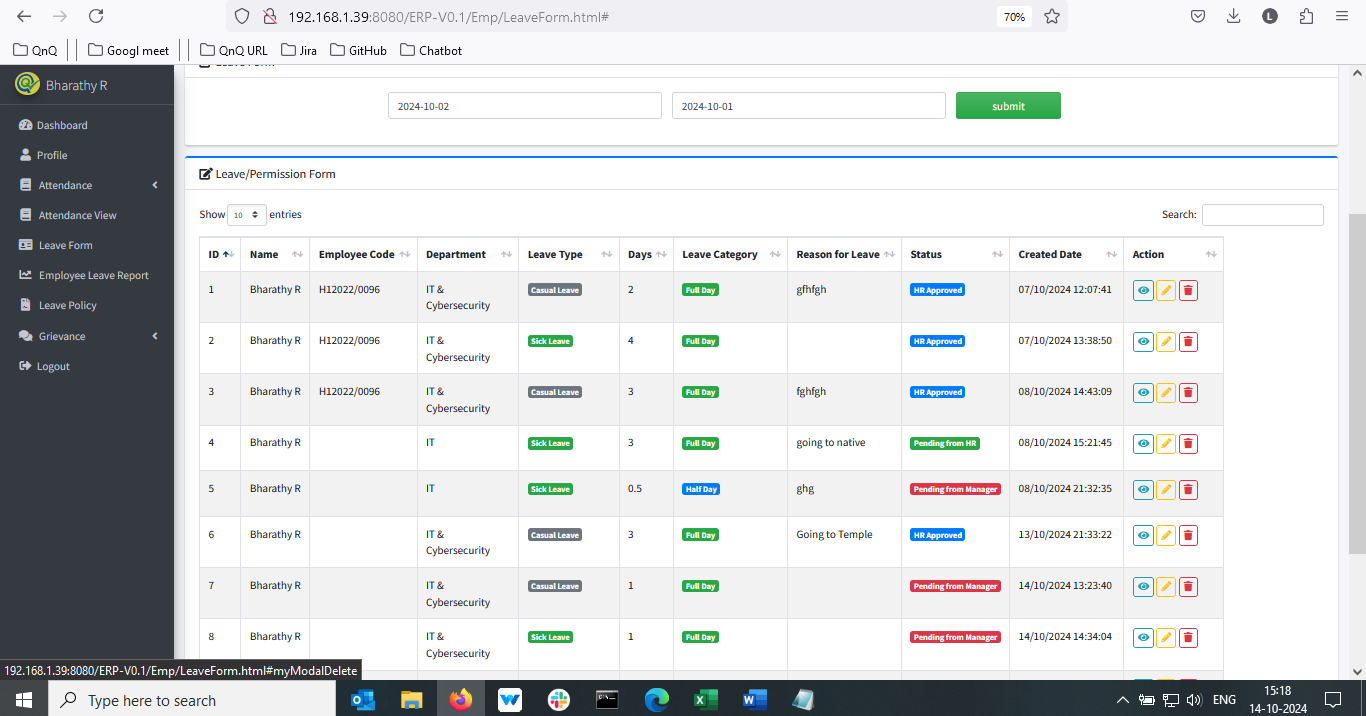 192.168.1.39:8080/ERP-V0.1/Emp/LeaveForm.html#
70%
L
QnQ
Googl meet
QnQ URL
Jira
GitHub
Chatbot
Bharathy R
Dashboard
Profile
Attendance
Attendance View
Leave Form
Employee Leave Report
Leave Policy
Grievance
Logout
2024-10-02 2024-10-01 submit
Leave/Permission Form
Show 10 entries Search:
ID Name Employee Code Department Leave Type Days Leave Category Reason for Leave Status Created Date Action
1 Bharathy R H12022/0096 IT & Casual Leave 2 Full Day gfhfgh HR Approved 07/10/2024 12:07:41
Cybersecurity
2 Bharathy R H12022/0096 IT & Sick Leave 4 Full Day HR Approved 07/10/2024 13:38:50
Cybersecurity
3 Bharathy R H12022/0096 IT & Casual Leave 3 Full Day fghfgh HR Approved 08/10/2024 14:43:09
Cybersecurity
4 Bharathy R IT Sick Leave 3 Full Day going to native Pending from HR 08/10/2024 15:21:45
5 Bharathy R IT Sick Leave 0.5 Half Day ghg Pending from Manager 08/10/2024 21:32:35
6 Bharathy R IT & Casual Leave 3 Full Day Going to Temple HR Approved 13/10/2024 21:33:22
Cybersecurity
7 Bharathy R IT & Casual Leave 1 Full Day Pending from Manager 14/10/2024 13:23:40
Cybersecurity
8 Bharathy R IT & Sick Leave 1 Full Day Pending from Manager 14/10/2024 14:34:04
Cybersecurity
192.168.1.39:8080/ERP-V0.1/Emp/LeaveForm.html#myModalDelete
Type here to search
ENG
15:18
14-10-2024